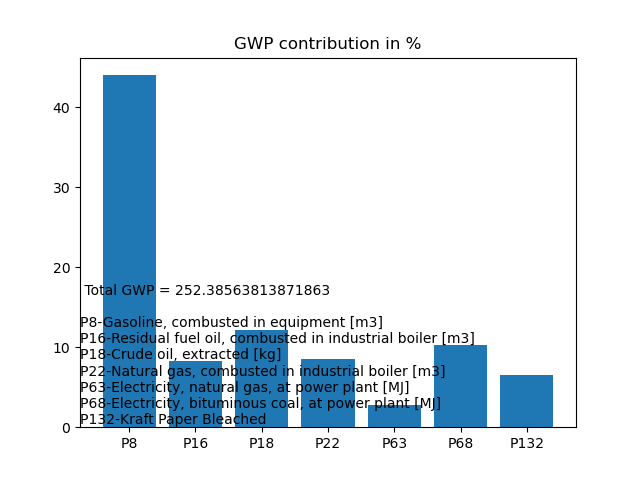 GWP contribution in %
40
30
20
10
0
Total GWP = 252.38563813871863
P8-Gasoline, combusted in equipment [m3]
P16-Residual fuel oil, combusted in industrial boiler [m3]
P18-Crude oil, extracted [kg]
P22-Natural gas, combusted in industrial boiler [m3]
P63-Electricity, natural gas, at power plant [MJ]
P68-Electricity, bituminous coal, at power plant [MJ]
P132-Kraft Paper Bleached
P8 P16 P18 P22 P63 P68 P132